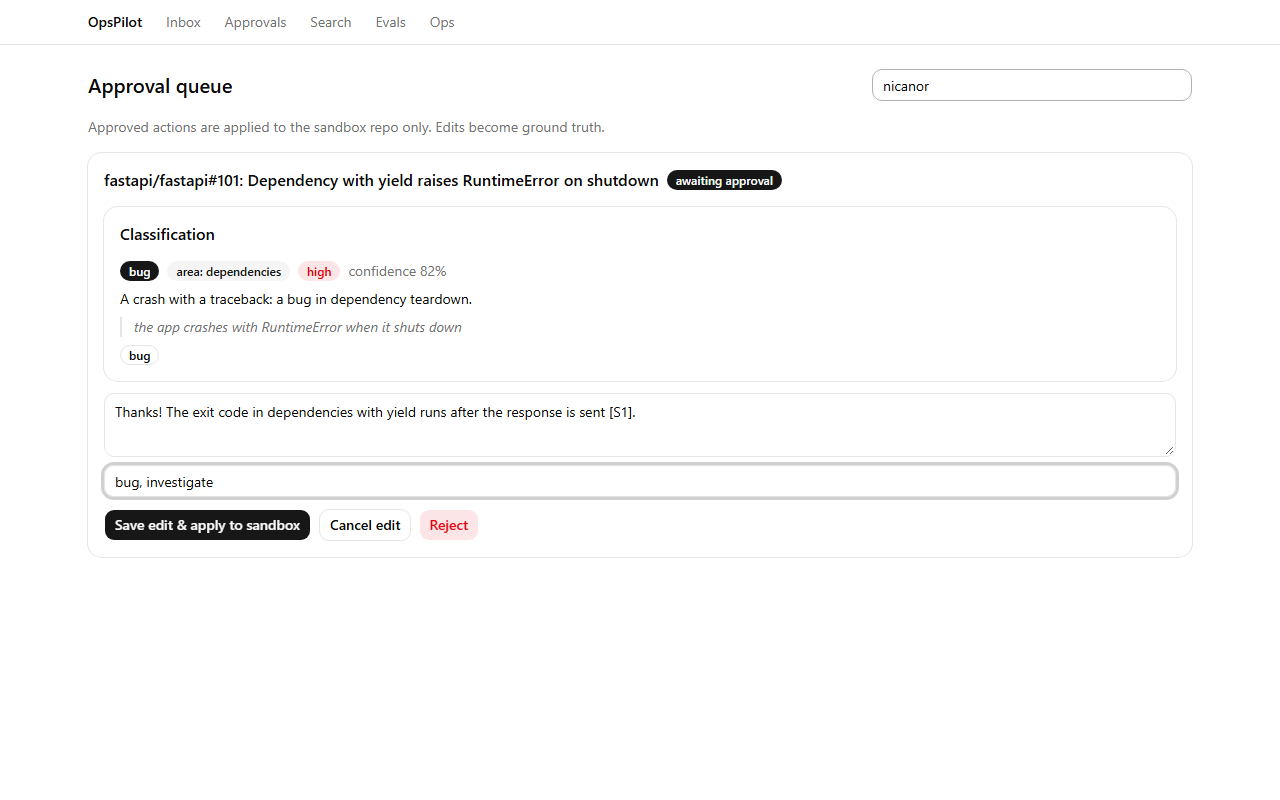 OpsPilot Inbox Approvals Search Evals Ops
Approval queue
nicanor
Approved actions are applied to the sandbox repo only. Edits become ground truth.
fastapi/fastapi#101: Dependency with yield raises RuntimeError on shutdown awaiting approval
Classification
bug area: dependencies high confidence 82%
A crash with a traceback: a bug in dependency teardown.
the app crashes with RuntimeError when it shuts down
bug
Thanks! The exit code in dependencies with yield runs after the response is sent [S1].
bug, investigate
Save edit & apply to sandbox Cancel edit Reject